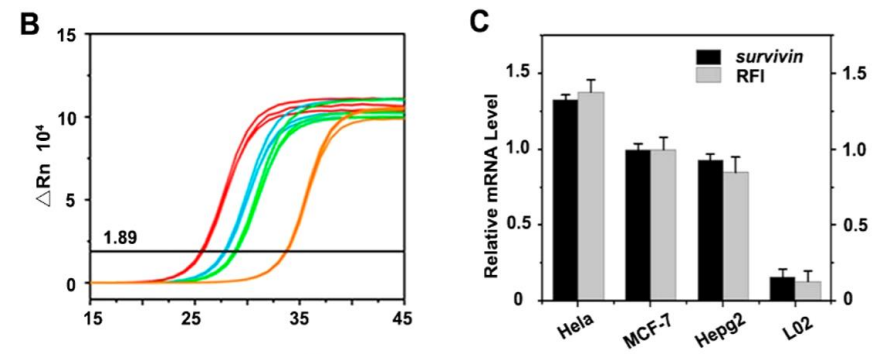 B
15
10
5
0
△Rn 10⁴
1.89
15 25 35 45
C
survivin
RFI
Relative mRNA Level
1.5
1.0
0.5
0
1.5
1.0
0.5
0
Hela MCF-7 Hepg2 L02